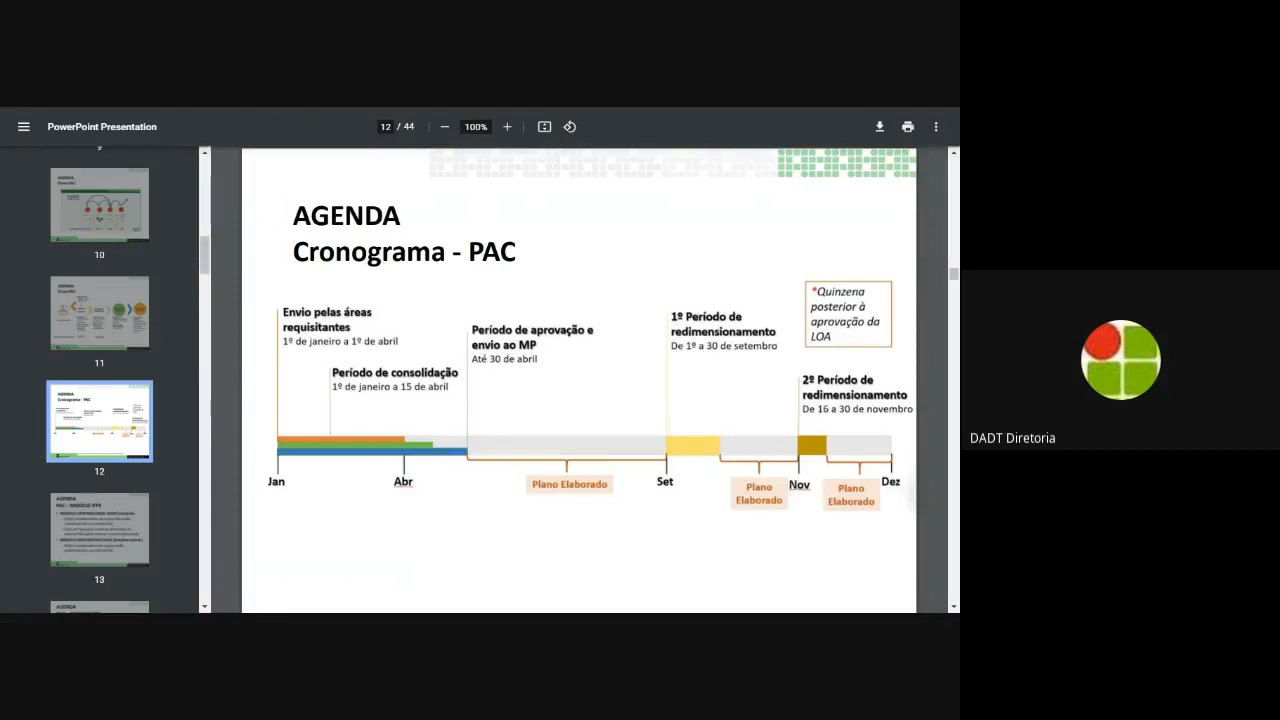 PowerPoint Presentation
12 / 44
100%
9
10
11
12
13
AGENDA
Cronograma - PAC
Envio pelas áreas
requisitantes
1º de janeiro a 1º de abril
Período de consolidação
1º de janeiro a 15 de abril
Período de aprovação e
envio ao MP
Até 30 de abril
1º Período de
redimensionamento
De 1º a 30 de setembro
*Quinzena
posterior à
aprovação da
LOA
2º Período de
redimensionamento
De 16 a 30 de novembro
Jan
Abr
Plano Elaborado
Set
Plano
Elaborado
Nov
Plano
Elaborado
Dez
DADT Diretoria